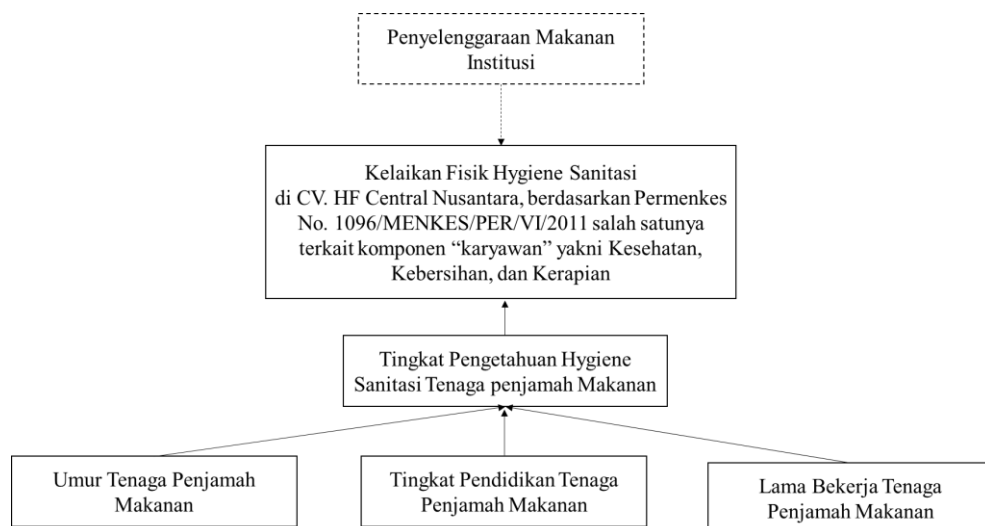 Penyelenggaraan Makanan
Institusi
Kelaikan Fisik Hygiene Sanitasi
di CV. HF Central Nusantara, berdasarkan Permenkes
No. 1096/MENKES/PER/VI/2011 salah satunya
terkait komponen “karyawan” yakni Kesehatan,
Kebersihan, dan Kerapian
Tingkat Pengetahuan Hygiene
Sanitasi Tenaga penjamah Makanan
Umur Tenaga Penjamah
Makanan
Tingkat Pendidikan Tenaga
Penjamah Makanan
Lama Bekerja Tenaga
Penjamah Makanan